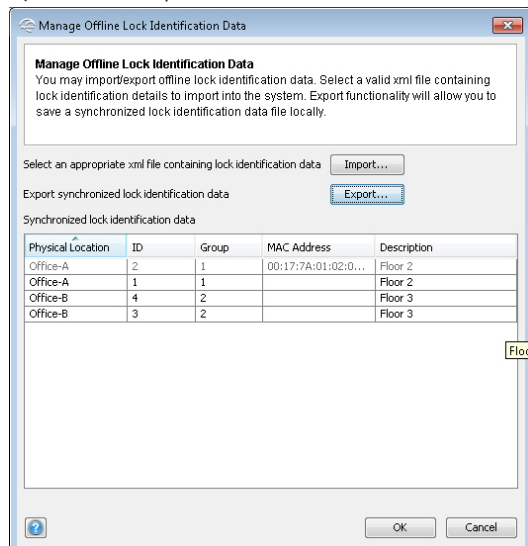 Manage Offline Lock Identification Data
Manage Offline Lock Identification Data
You may import/export offline lock identification data. Select a valid xml file containing
lock identification details to import into the system. Export functionality will allow you to
save a synchronized lock identification data file locally.
Select an appropriate xml file containing lock identification data Import...
Export synchronized lock identification data Export...
Synchronized lock identification data
Physical Location ID Group MAC Address Description
Office-A 2 1 00:17:7A:01:02:0... Floor 2
Office-A 1 1 Floor 2
Office-B 4 2 Floor 3
Office-B 3 2 Floor 3
OK Cancel